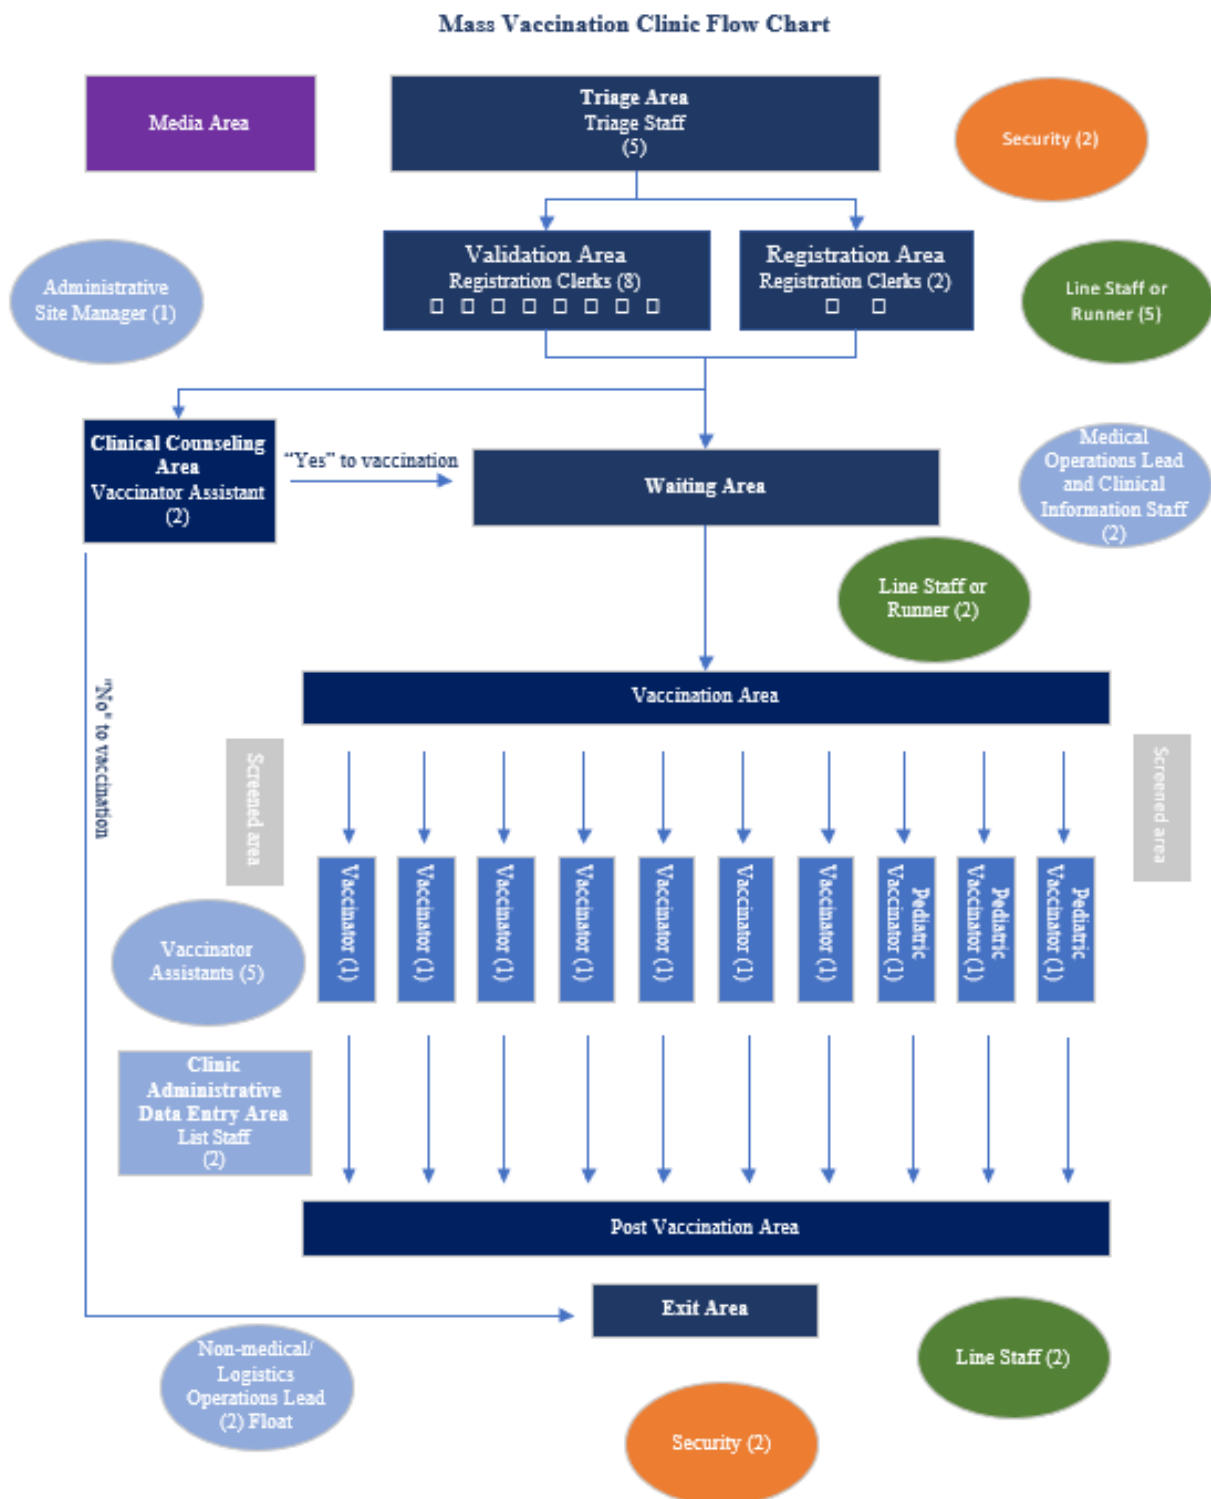 Mass Vaccination Clinic Flow Chart
Media Area
Triage Area
Triage Staff
(5)
Security (2)
Validation Area
Registration Clerks (8)
Registration Area
Registration Clerks (2)
Administrative
Site Manager (1)
Line Staff or
Runner (5)
Clinical Counseling
Area
Vaccinator Assistant
(2)
“Yes” to vaccination
Waiting Area
Medical
Operations Lead
and Clinical
Information Staff
(2)
Line Staff or
Runner (2)
"No" to vaccination
Vaccination Area
Screened area
Screened area
Vaccinator (1)
Vaccinator (1)
Vaccinator (1)
Vaccinator (1)
Vaccinator (1)
Vaccinator (1)
Vaccinator (1)
Pediatric
Vaccinator (1)
Pediatric
Vaccinator (1)
Pediatric
Vaccinator (1)
Vaccinator
Assistants (5)
Clinic
Administrative
Data Entry Area
List Staff
(2)
Post Vaccination Area
Exit Area
Non-medical/
Logistics
Operations Lead
(2) Float
Line Staff (2)
Security (2)